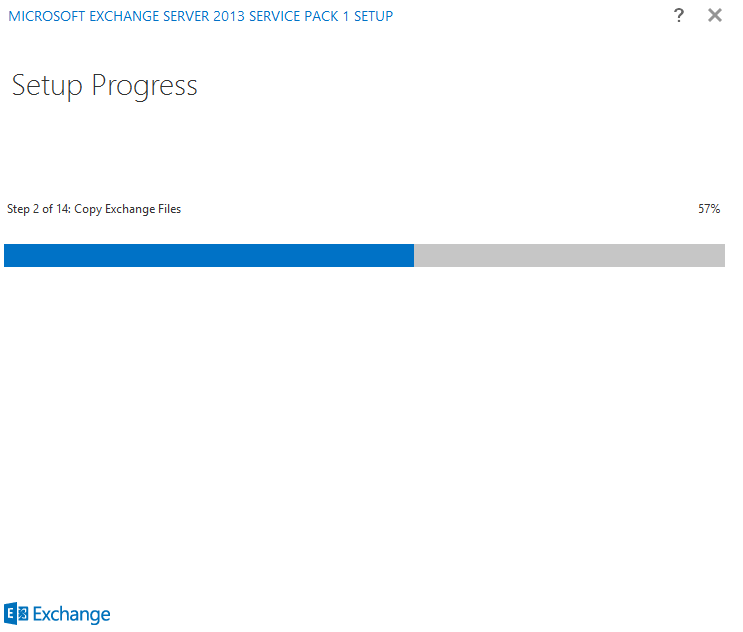 MICROSOFT EXCHANGE SERVER 2013 SERVICE PACK 1 SETUP ?
Setup Progress
Step 2 of 14: Copy Exchange Files 57%
E Exchange